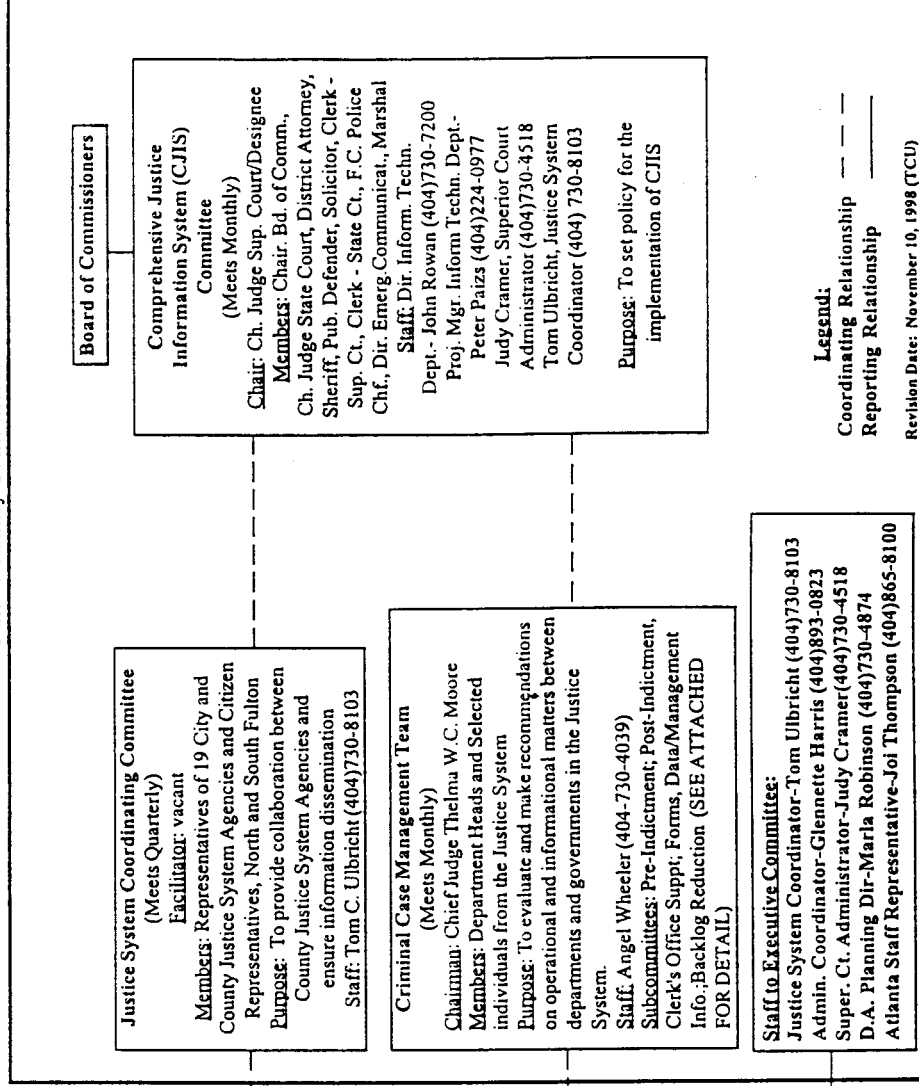 Board of Commissioners
Comprehensive Justice
Information System (CJIS)
Committee
(Meets Monthly)
Chair: Ch. Judge Sup. Court/Designee
Members: Chair. Bd. of Comm.,
Ch. Judge State Court, District Attorney,
Sheriff, Pub. Defender, Solicitor, Clerk -
Sup. Ct., Clerk - State Ct., F.C. Police
Chf., Dir. Emerg.Communicat., Marshal
Staff: Dir. Inform. Techn.
Dept.- John Rowan (404)730-7200
Proj. Mgr. Inform Techn. Dept.-
Peter Paizs (404)224-0977
Judy Cramer, Superior Court
Administrator (404)730-4518
Tom Ulbricht, Justice System
Coordinator (404) 730-8103
Purpose: To set policy for the
implementation of CJIS
Justice System Coordinating Committee
(Meets Quarterly)
Facilitator: vacant
Members: Representatives of 19 City and
County Justice System Agencies and Citizen
Representatives, North and South Fulton
Purpose: To provide collaboration between
County Justice System Agencies and
ensure information dissemination
Staff: Tom C. Ulbricht (404)730-8103
Criminal Case Management Team
(Meets Monthly)
Chairman: Chief Judge Thelma W.C. Moore
Members: Department Heads and Selected
individuals from the Justice System
Purpose: To evaluate and make recommendations
on operational and informational matters between
departments and governments in the Justice
System.
Staff: Angel Wheeler (404-730-4039)
Subcommittees: Pre-Indictment; Post-Indictment,
Clerk's Office Suppt; Forms, Data/Management
Info.;Backlog Reduction (SEE ATTACHED
FOR DETAIL)
Staff to Executive Committee:
Justice System Coordinator-Tom Ulbricht (404)730-8103
Admin. Coordinator-Glennette Harris (404)893-0823
Super. Ct. Administrator-Judy Cramer(404)730-4518
D.A. Planning Dir-Marla Robinson (404)730-4874
Atlanta Staff Representative-Joi Thompson (404)865-8100
Legend:
Coordinating Relationship
Reporting Relationship
Revision Date: November 10, 1998 (TCU)